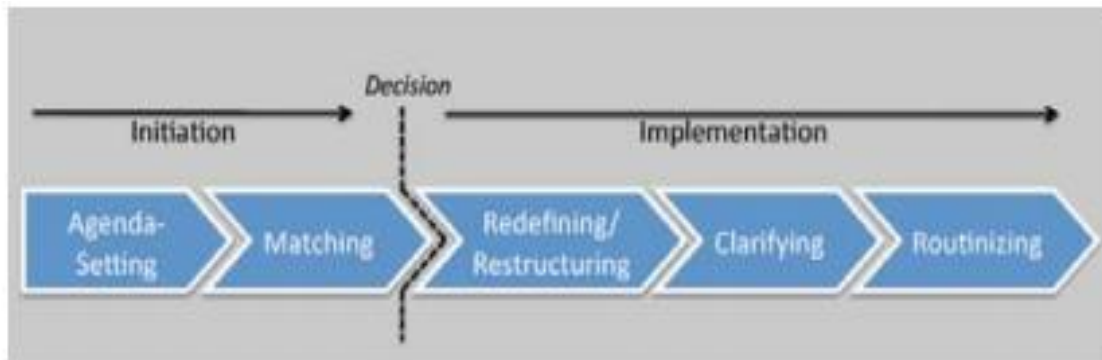 Decision
Initiation
Implementation
Agenda-
Setting
Matching
Redefining/
Restructuring
Clarifying
Routinizing